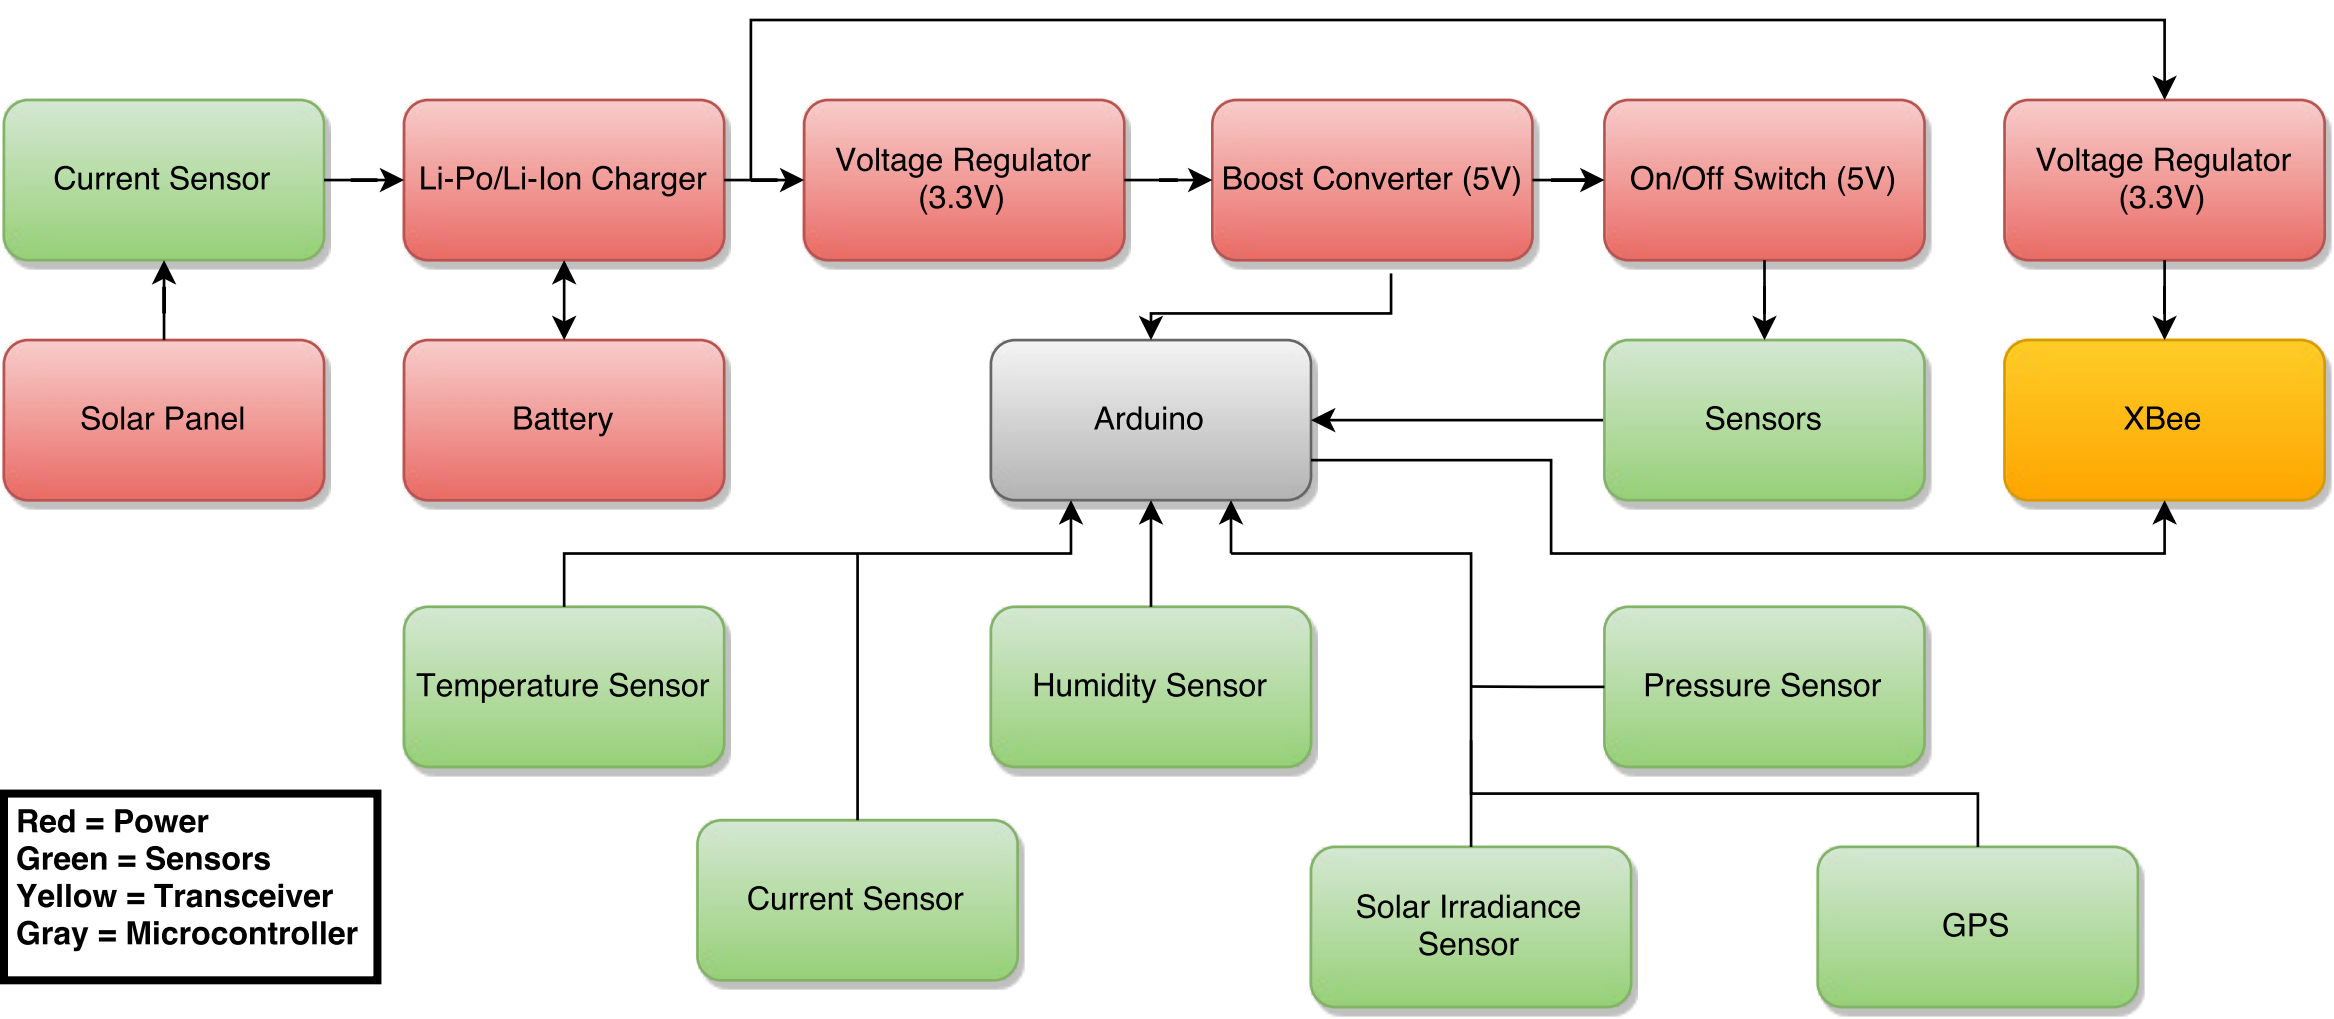 Current Sensor
Li-Po/Li-Ion Charger
Voltage Regulator
(3.3V)
Boost Converter (5V)
On/Off Switch (5V)
Voltage Regulator
(3.3V)
Solar Panel
Battery
Arduino
Sensors
XBee
Temperature Sensor
Humidity Sensor
Pressure Sensor
Current Sensor
Solar Irradiance
Sensor
GPS
Red = Power
Green = Sensors
Yellow = Transceiver
Gray = Microcontroller